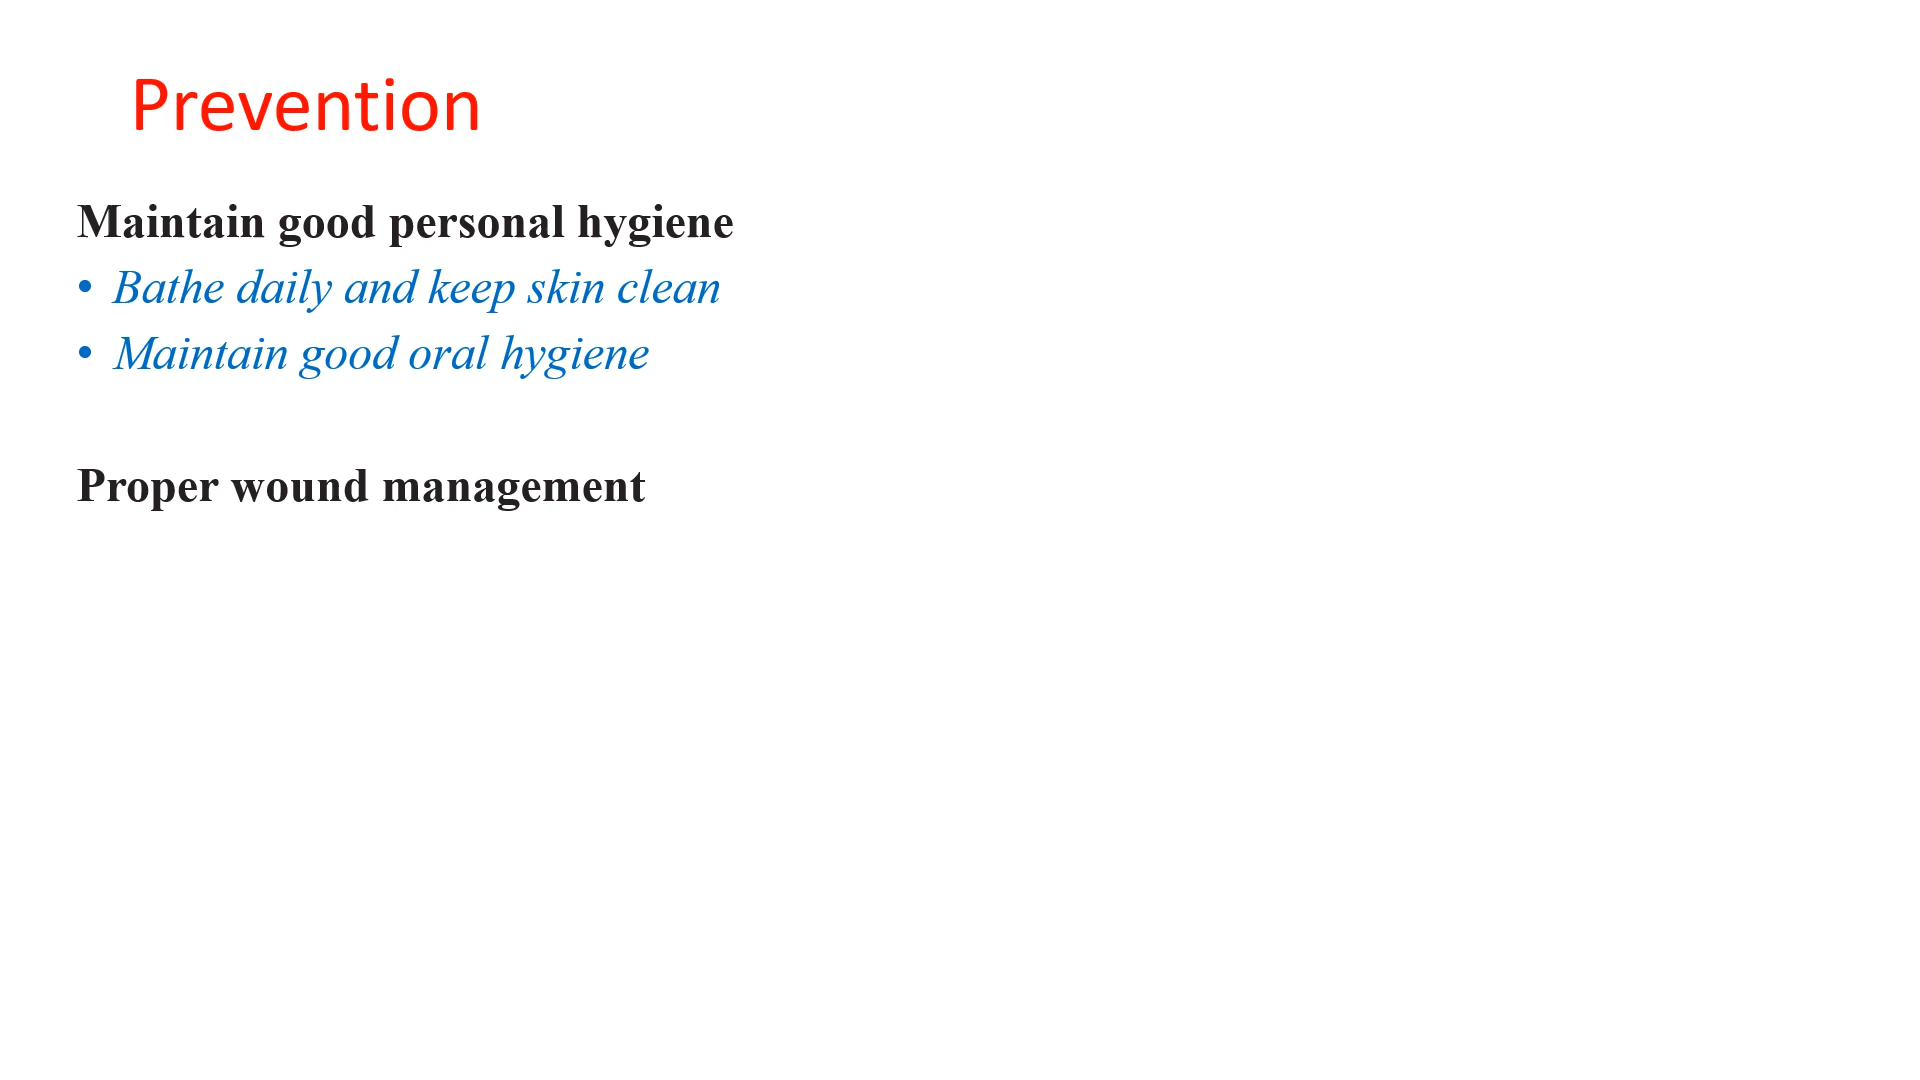 Prevention
Maintain good personal hygiene
• Bathe daily and keep skin clean
• Maintain good oral hygiene
Proper wound management